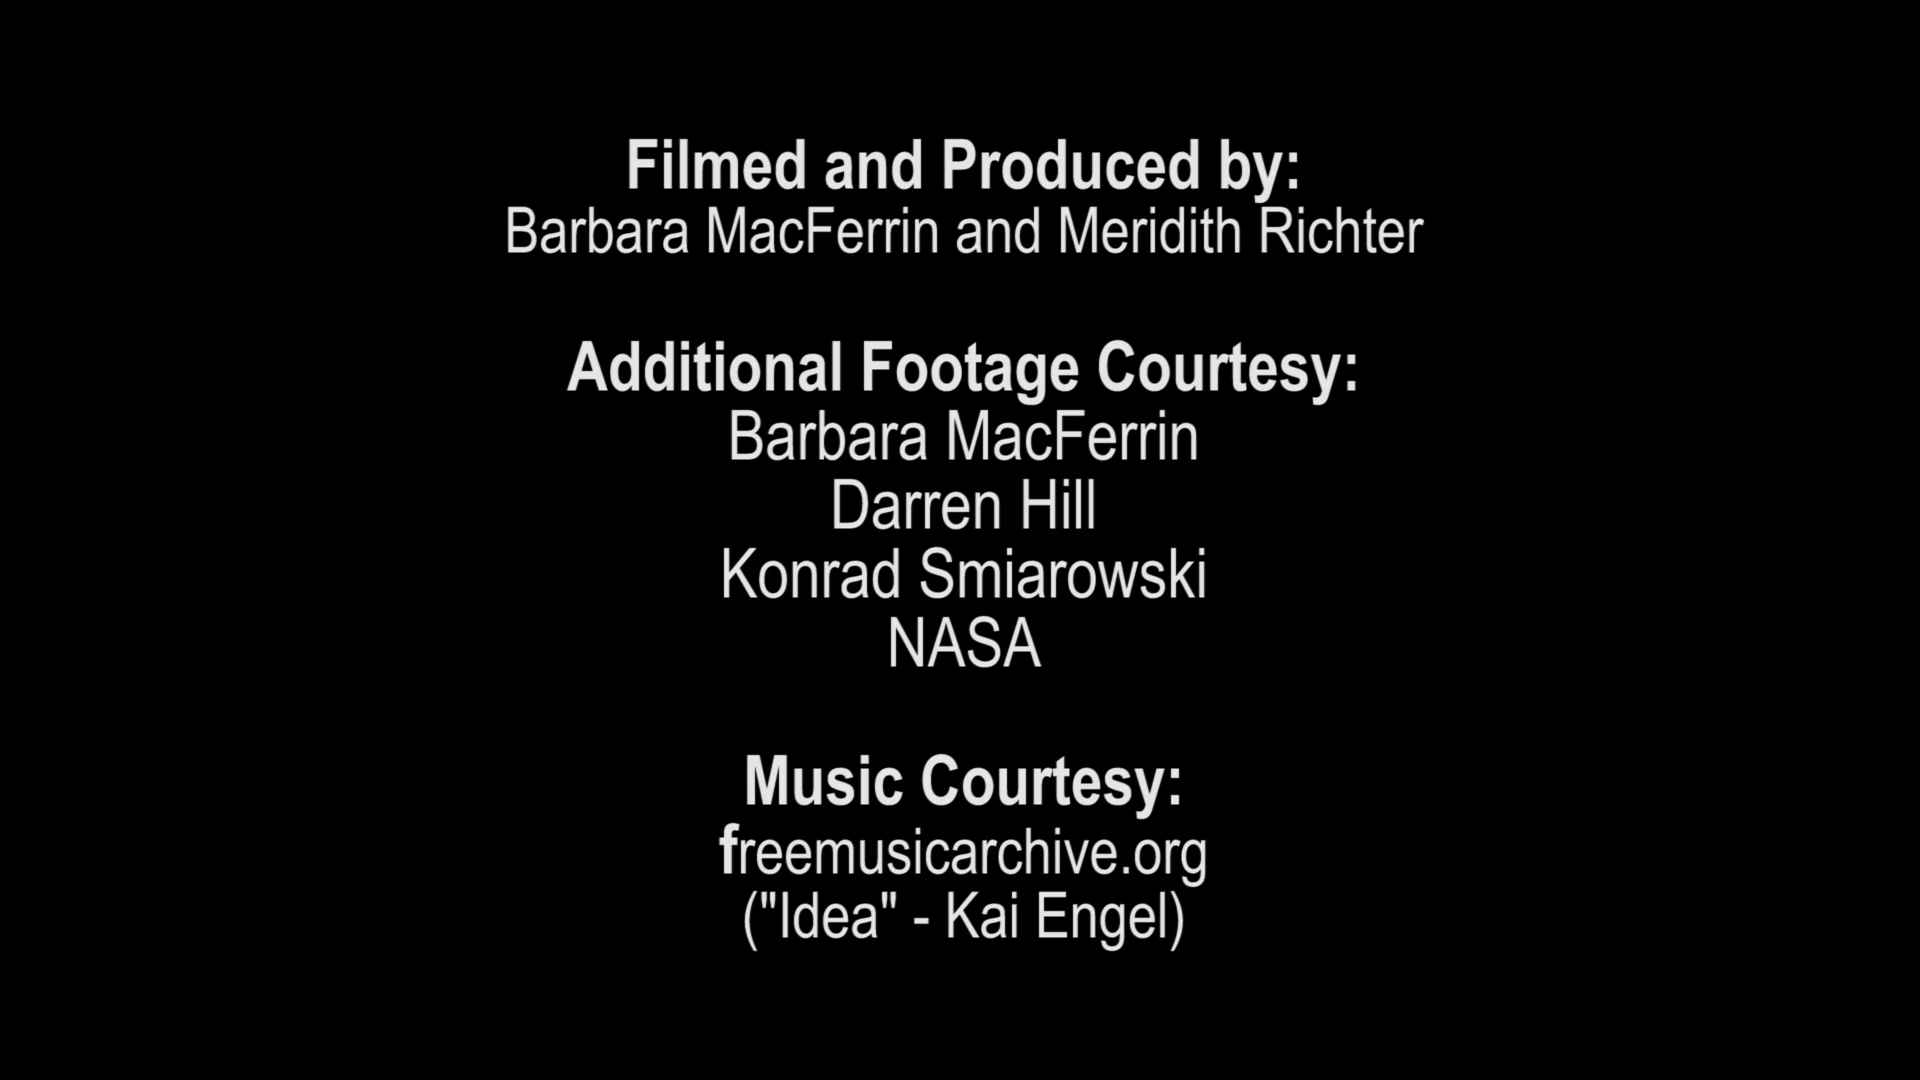 Filmed and Produced by:
Barbara MacFerrin and Meridith Richter
Additional Footage Courtesy:
Barbara MacFerrin
Darren Hill
Konrad Smiarowski
NASA
Music Courtesy:
freemusicarchive.org
("Idea" - Kai Engel)